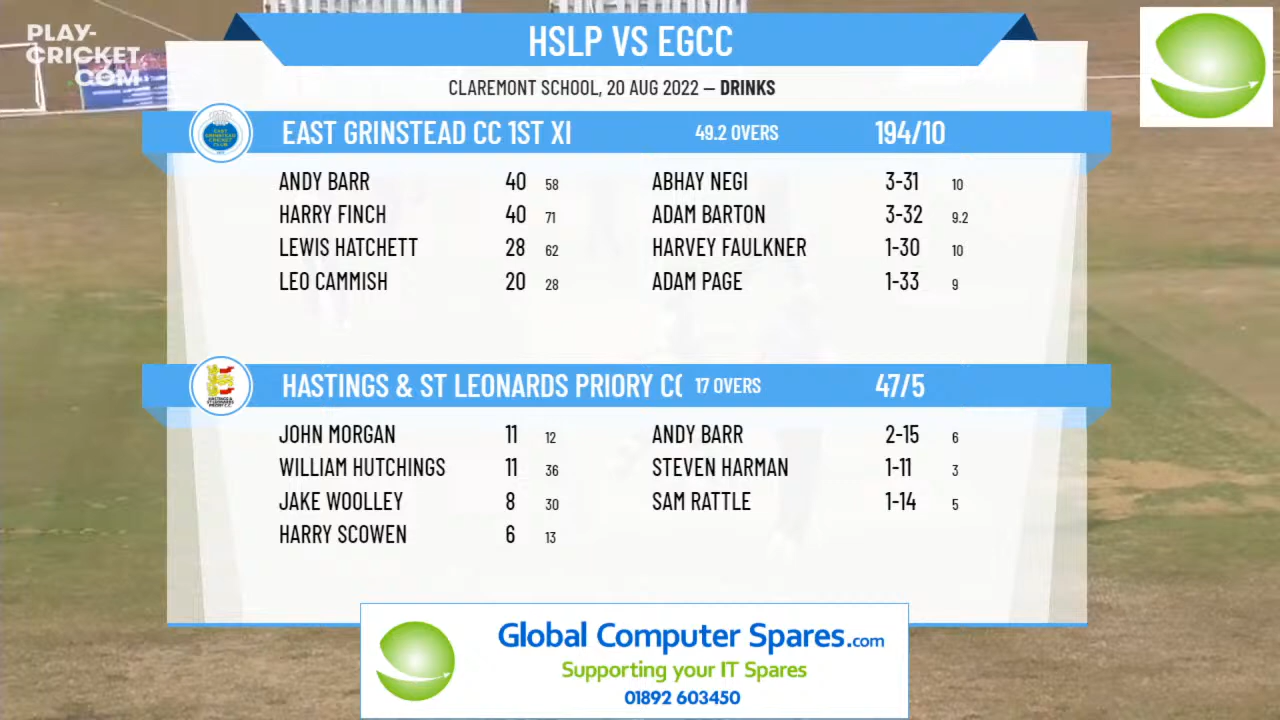 PLAY-
CRICKET
.COM
HSLP VS EGCC
CLAREMONT SCHOOL, 20 AUG 2022 – DRINKS
EAST GRINSTEAD CC 1ST XI 49.2 OVERS 194/10
ANDY BARR 40 58 ABHAY NEGI 3-31 10
HARRY FINCH 40 71 ADAM BARTON 3-32 9.2
LEWIS HATCHETT 28 62 HARVEY FAULKNER 1-30 10
LEO CAMMISH 20 28 ADAM PAGE 1-33 9
HASTINGS & ST LEONARDS PRIORY CC 17 OVERS 47/5
JOHN MORGAN 11 12 ANDY BARR 2-15 6
WILLIAM HUTCHINGS 11 36 STEVEN HARMAN 1-11 3
JAKE WOOLLEY 8 30 SAM RATTLE 1-14 5
HARRY SCOWEN 6 13
Global Computer Spares.com
Supporting your IT Spares
01892 603450